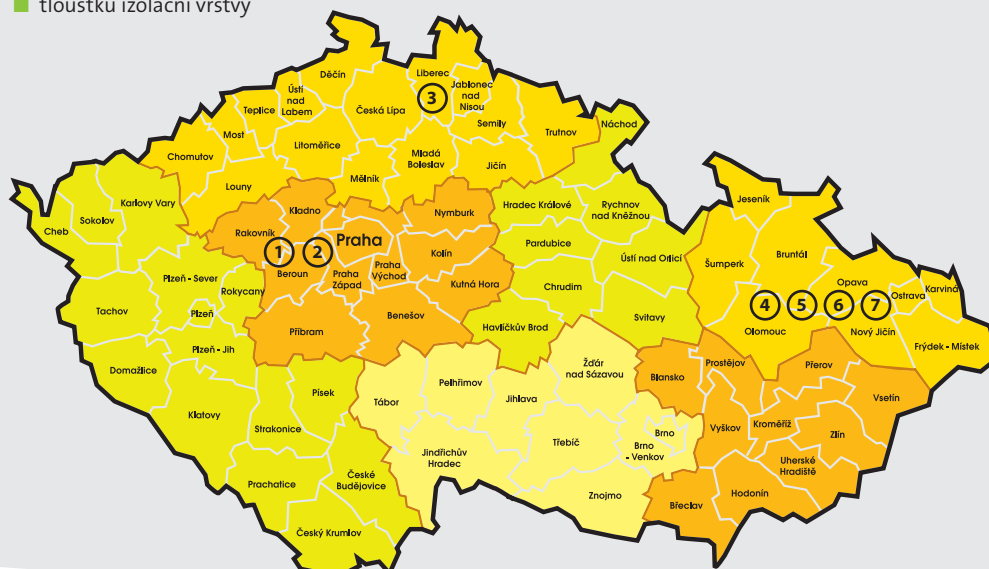 tloušťku izolační vrstvy
Děčín
Liberec
3
Jablonec
nad
Nisou
Ústí
nad
Labem
Teplice
Česká Lípa
Semily
Most
Litoměřice
Trutnov
Náchod
Chomutov
Mladá
Boleslav
Jičín
Mělník
Louny
Jeseník
Karlovy Vary
Sokolov
Cheb
Kladno
Nymburk
Hradec Králové
Rychnov
nad Kněžnou
Rakovník
1
2
Praha
Kolín
Pardubice
Bruntál
Šumperk
Ústí nad Orlicí
Beroun
Praha
Západ
Praha
Východ
Kutná Hora
Chrudim
Plzeň - Sever
Rokycany
Plzeň
Tachov
Opava
Ostrava
Karviná
4
5
6
7
Olomouc
Nový Jičín
Frýdek - Místek
Příbram
Benešov
Havlíčkův Brod
Svitavy
Plzeň - Jih
Domažlice
Žďár
nad Sázavou
Prostějov
Přerov
Blansko
Vsetín
Písek
Pelhřimov
Tábor
Jihlava
Klatovy
Strakonice
Vyškov
Kroměříž
Zlín
Brno
Brno
- Venkov
Třebíč
Jindřichův
Hradec
Uherské
Hradiště
Prachatice
České
Budějovice
Znojmo
Hodonín
Břeclav
Český Krumlov